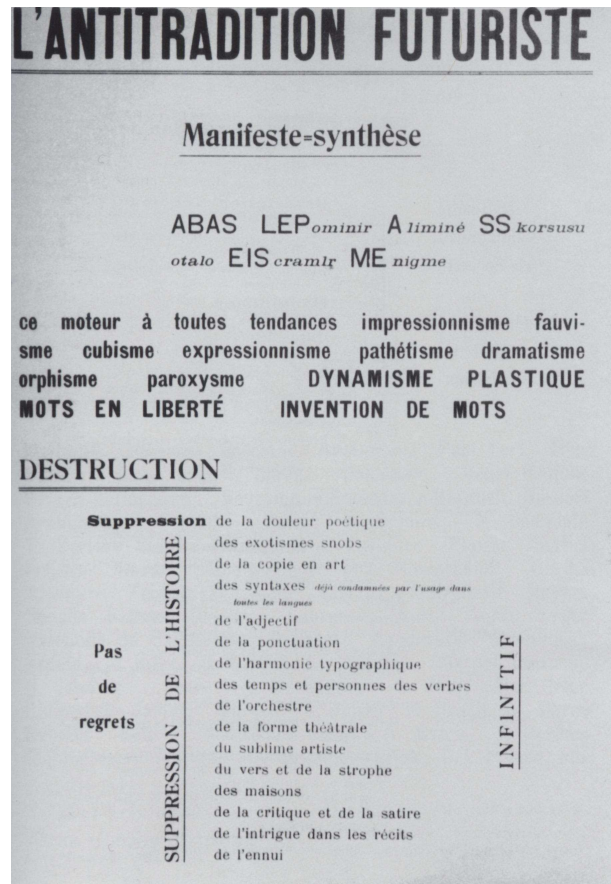 L'ANTITRADITION FUTURISTE
Manifeste=synthèse
ABAS LEPominir Aliminé SSkorsusu
otalo EIScramlr MEnigme
ce moteur à toutes tendances impressionnisme fauvi-
sme cubisme expressionnisme pathétisme dramatisme
orphisme paroxysme DYNAMISME PLASTIQUE
MOTS EN LIBERTÉ INVENTION DE MOTS
DESTRUCTION
Suppression de la douleur poétique
des exotismes snobs
de la copie en art
des syntaxes déjà condamnées par l'usage dans
toutes les langues
de l'adjectif
de la ponctuation
de l'harmonie typographique
des temps et personnes des verbes
de l'orchestre
de la forme théâtrale
du sublime artiste
du vers et de la strophe
des maisons
de la critique et de la satire
de l'intrigue dans les récits
de l'ennui
Pas
de
regrets
SUPPRESSION DE L'HISTOIRE
INFINITIF